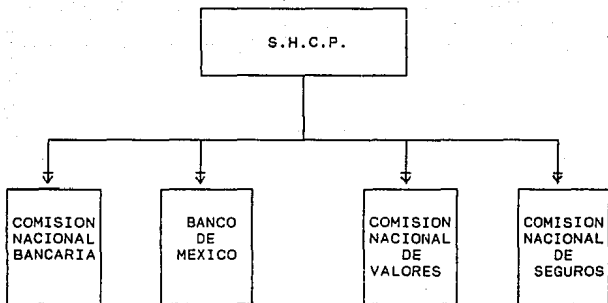 S.H.C.P.
COMISION
NACIONAL
BANCARIA
BANCO
DE
MEXICO
COMISION
NACIONAL
DE
VALORES
COMISION
NACIONAL
DE
SEGUROS